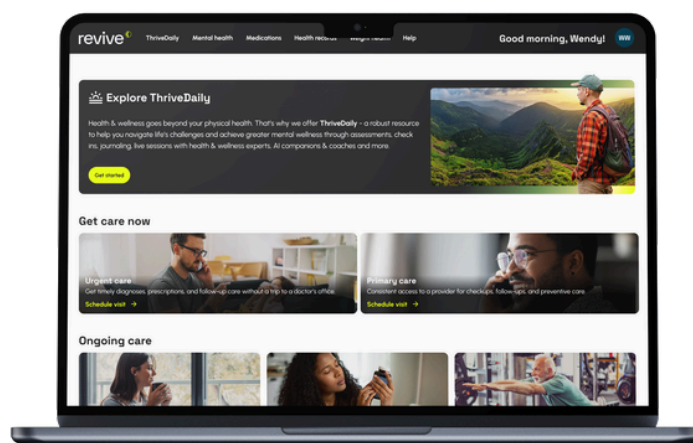 revive
ThriveDaily Mental health Medications Health records Weight health Help
Good morning, Wendy! WW
Explore ThriveDaily
Health & wellness goes beyond your physical health. That's why we offer ThriveDaily - a robust resource
to help you navigate life's challenges and achieve greater mental wellness through assessments, check
ins, journaling, live sessions with health & wellness experts, AI companions & coaches and more.
Get started
Get care now
Urgent care
Get timely diagnoses, prescriptions, and follow-up care without a trip to a doctor's office.
Schedule visit →
Primary care
Consistent access to a provider for checkups, follow-ups, and preventive care.
Schedule visit →
Ongoing care